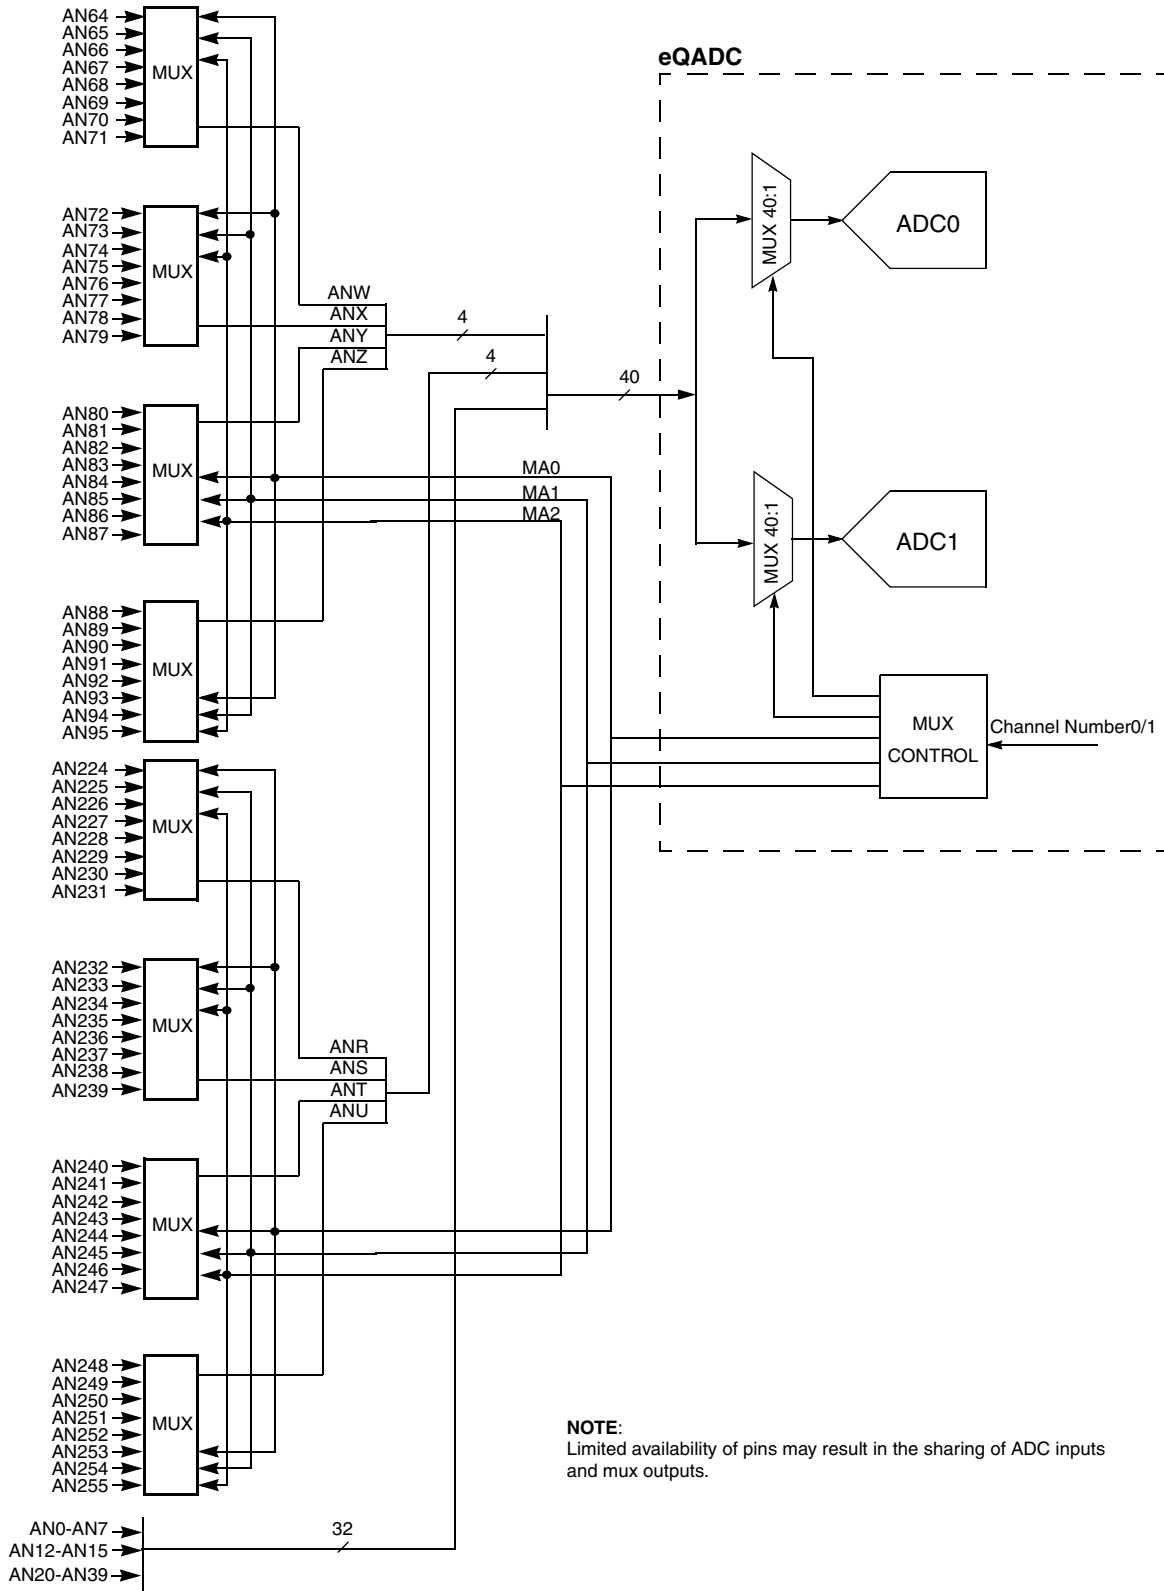 AN64
AN65
AN66
AN67
AN68
AN69
AN70
AN71
MUX
AN72
AN73
AN74
AN75
AN76
AN77
AN78
AN79
MUX
AN80
AN81
AN82
AN83
AN84
AN85
AN86
AN87
MUX
AN88
AN89
AN90
AN91
AN92
AN93
AN94
AN95
MUX
AN224
AN225
AN226
AN227
AN228
AN229
AN230
AN231
MUX
AN232
AN233
AN234
AN235
AN236
AN237
AN238
AN239
MUX
AN240
AN241
AN242
AN243
AN244
AN245
AN246
AN247
MUX
AN248
AN249
AN250
AN251
AN252
AN253
AN254
AN255
MUX
AN0-AN7
AN12-AN15
AN20-AN39
32
ANW
ANX
ANY
ANZ
4
4
40
MA0
MA1
MA2
ANR
ANS
ANT
ANU
eQADC
MUX 40:1
ADC0
MUX 40:1
ADC1
MUX
CONTROL
Channel Number0/1
NOTE:
Limited availability of pins may result in the sharing of ADC inputs
and mux outputs.